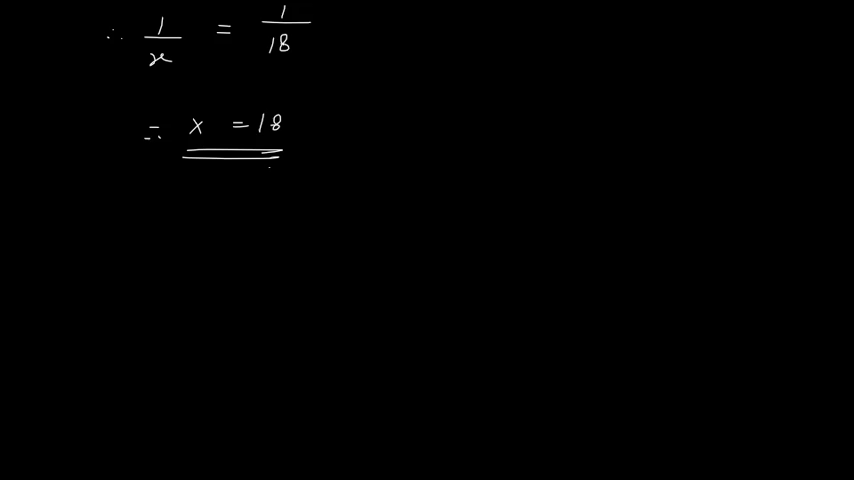 ∴ 1/x = 1/18
∴ x = 18